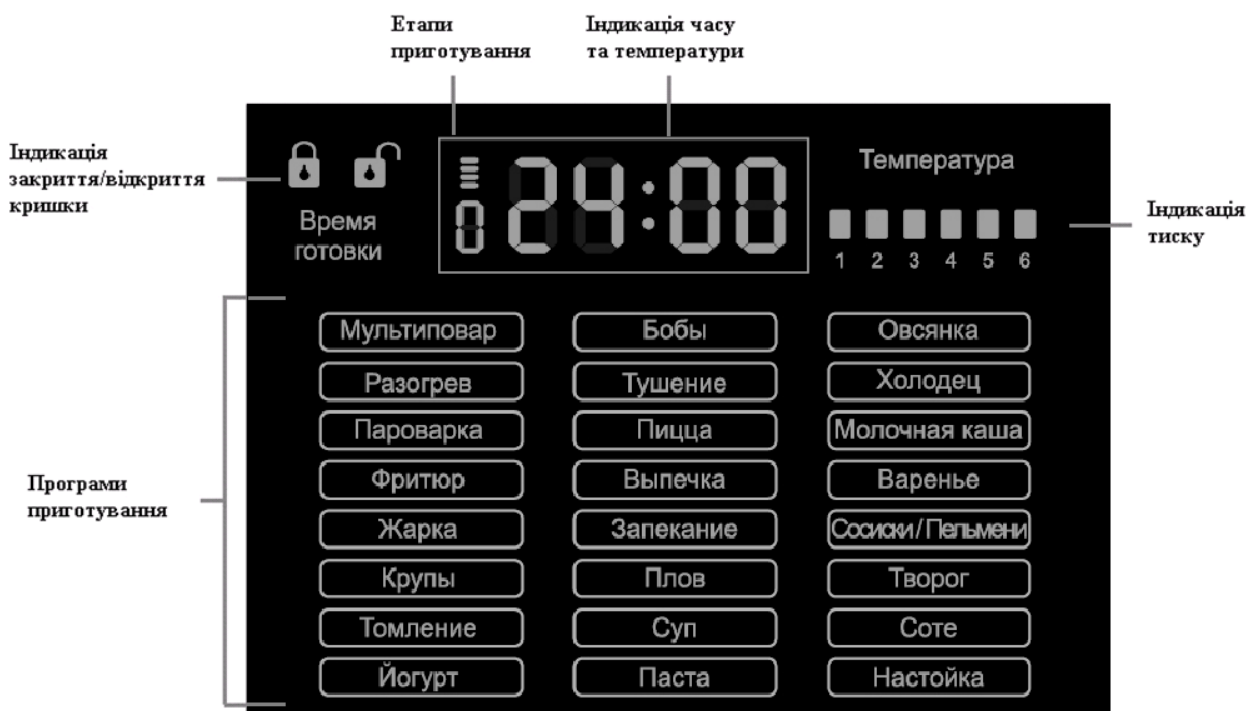 Етапи
приготування
Індикація часу
та температури
Індикація
закриття/відкриття
кришки
Время
готовки
0 24:00
Температура
1 2 3 4 5 6
Індикація
тиску
Програми
приготування
Мультиповар Бобы Овсянка
Разогрев Тушение Холодец
Пароварка Пицца Молочная каша
Фритюр Выпечка Варенье
Жарка Запекание Сосиски/Пельмени
Крупы Плов Творог
Томление Суп Соте
Йогурт Паста Настойка